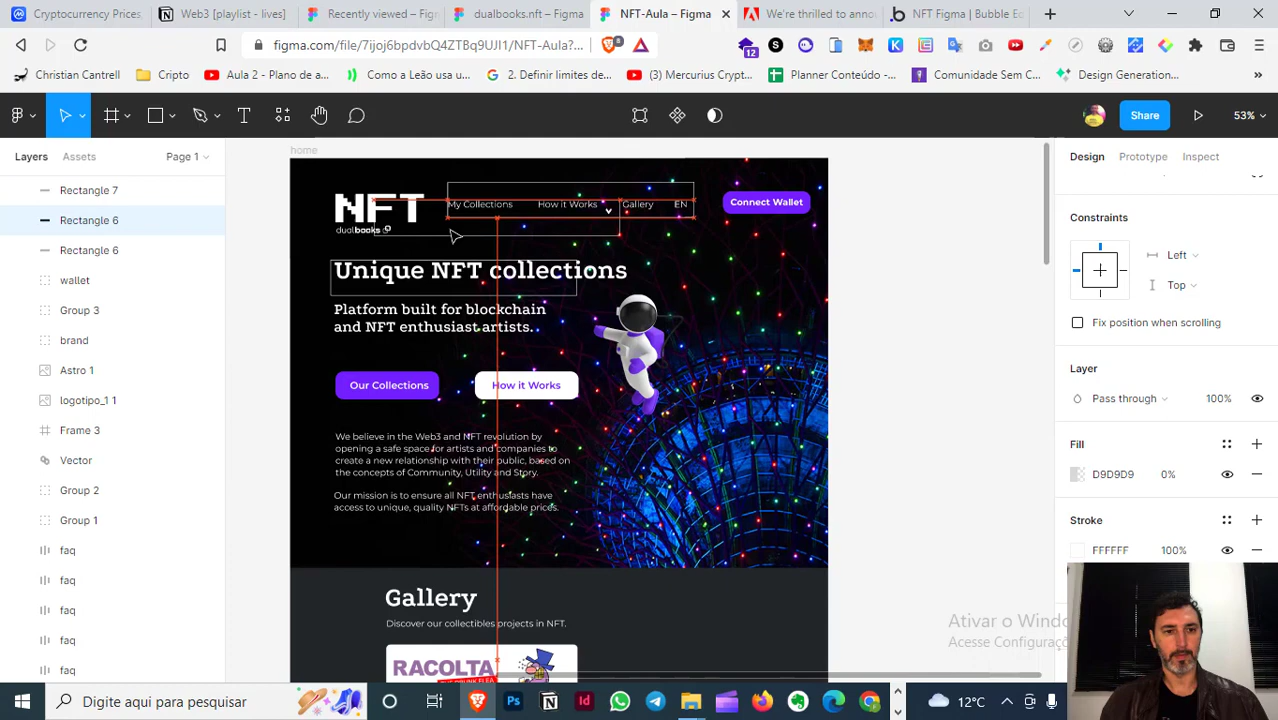 Criptomoedas Prices,
Web3 [playlist - lives]
Recently viewed – Fig
dualbooks.nft – Figma
NFT-Aula – Figma
We're thrilled to anno
NFT Figma | Bubble Eb
figma.com/file/7ijoj6bpdvbQ4ZTBq9UJI1/NFT-Aula?...
12
ChristianCantrell
Cripto
Aula 2 - Plano de a...
Como a Leão usa u...
2. Definir limites de...
(3) Mercurius Crypt...
Planner Conteúdo -...
Comunidade Sem C...
Design Generation...
Share
53%
Layers
Assets
Page 1
Design
Prototype
Inspect
Rectangle 7
Rectangle 6
Rectangle 6
wallet
Group 3
brand
Astro 1
logotipo_1 1
Frame 3
Vector
Group 2
Group 1
faq
faq
faq
faq
faq
home
NFT
dualbooks
My Collections
How it Works
Gallery
EN
Connect Wallet
Unique NFT collections
Platform built for blockchain
and NFT enthusiast artists.
Our Collections
How it Works
We believe in the Web3 and NFT revolution by
opening a safe space for artists and companies to
create a new relationship with their public, based on
the concepts of Community, Utility and Story.
Our mission is to ensure all NFT enthusiasts have
access to unique, quality NFTs at affordable prices.
Gallery
Discover our collectibles projects in NFT.
RACOLTA
THE DRUNK FLEA
Constraints
Left
Top
Fix position when scrolling
Layer
Pass through
100%
Fill
D9D9D9
0%
Stroke
FFFFFF
100%
Ativar o Windo
Acesse Configuraç
Digite aqui para pesquisar
12°C